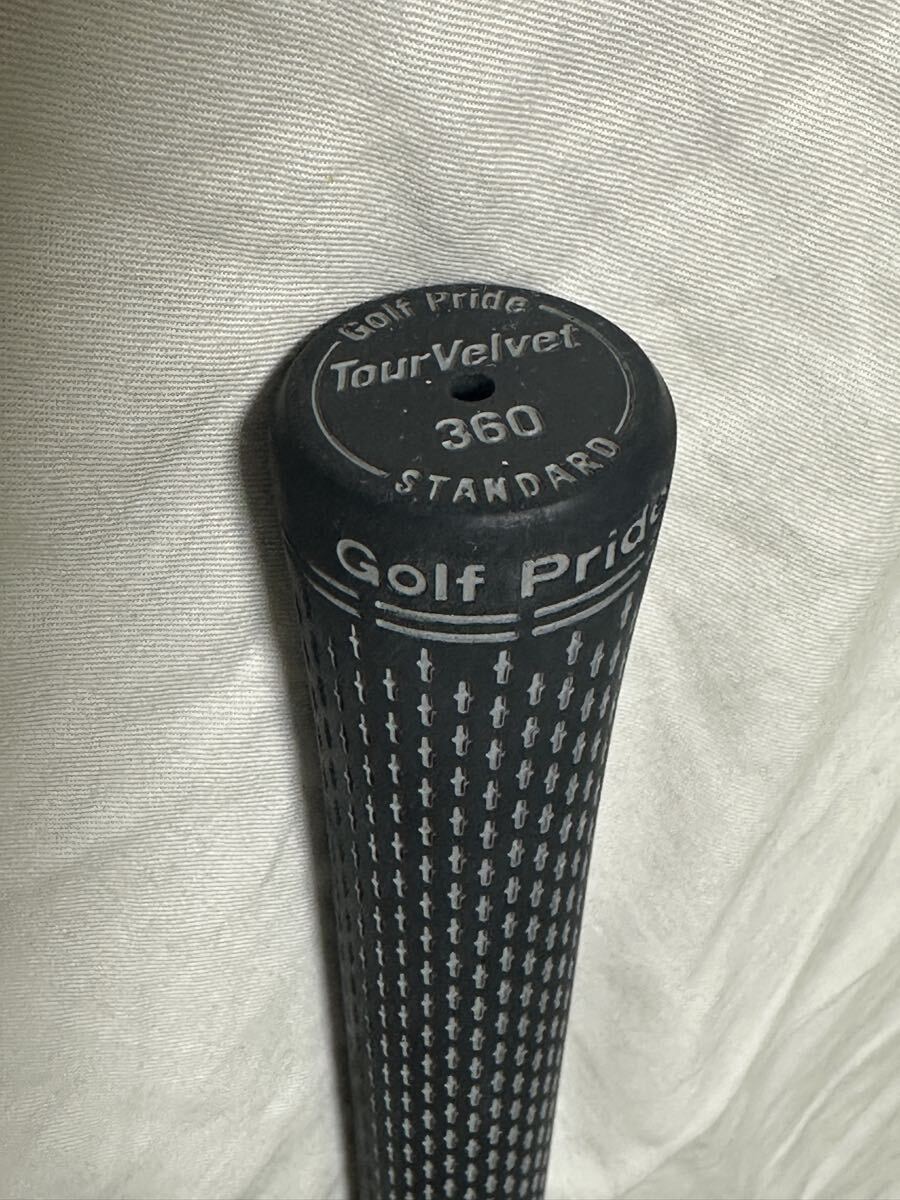 Golf Pride
TourVelvet
360
STANDARD
Golf Pride